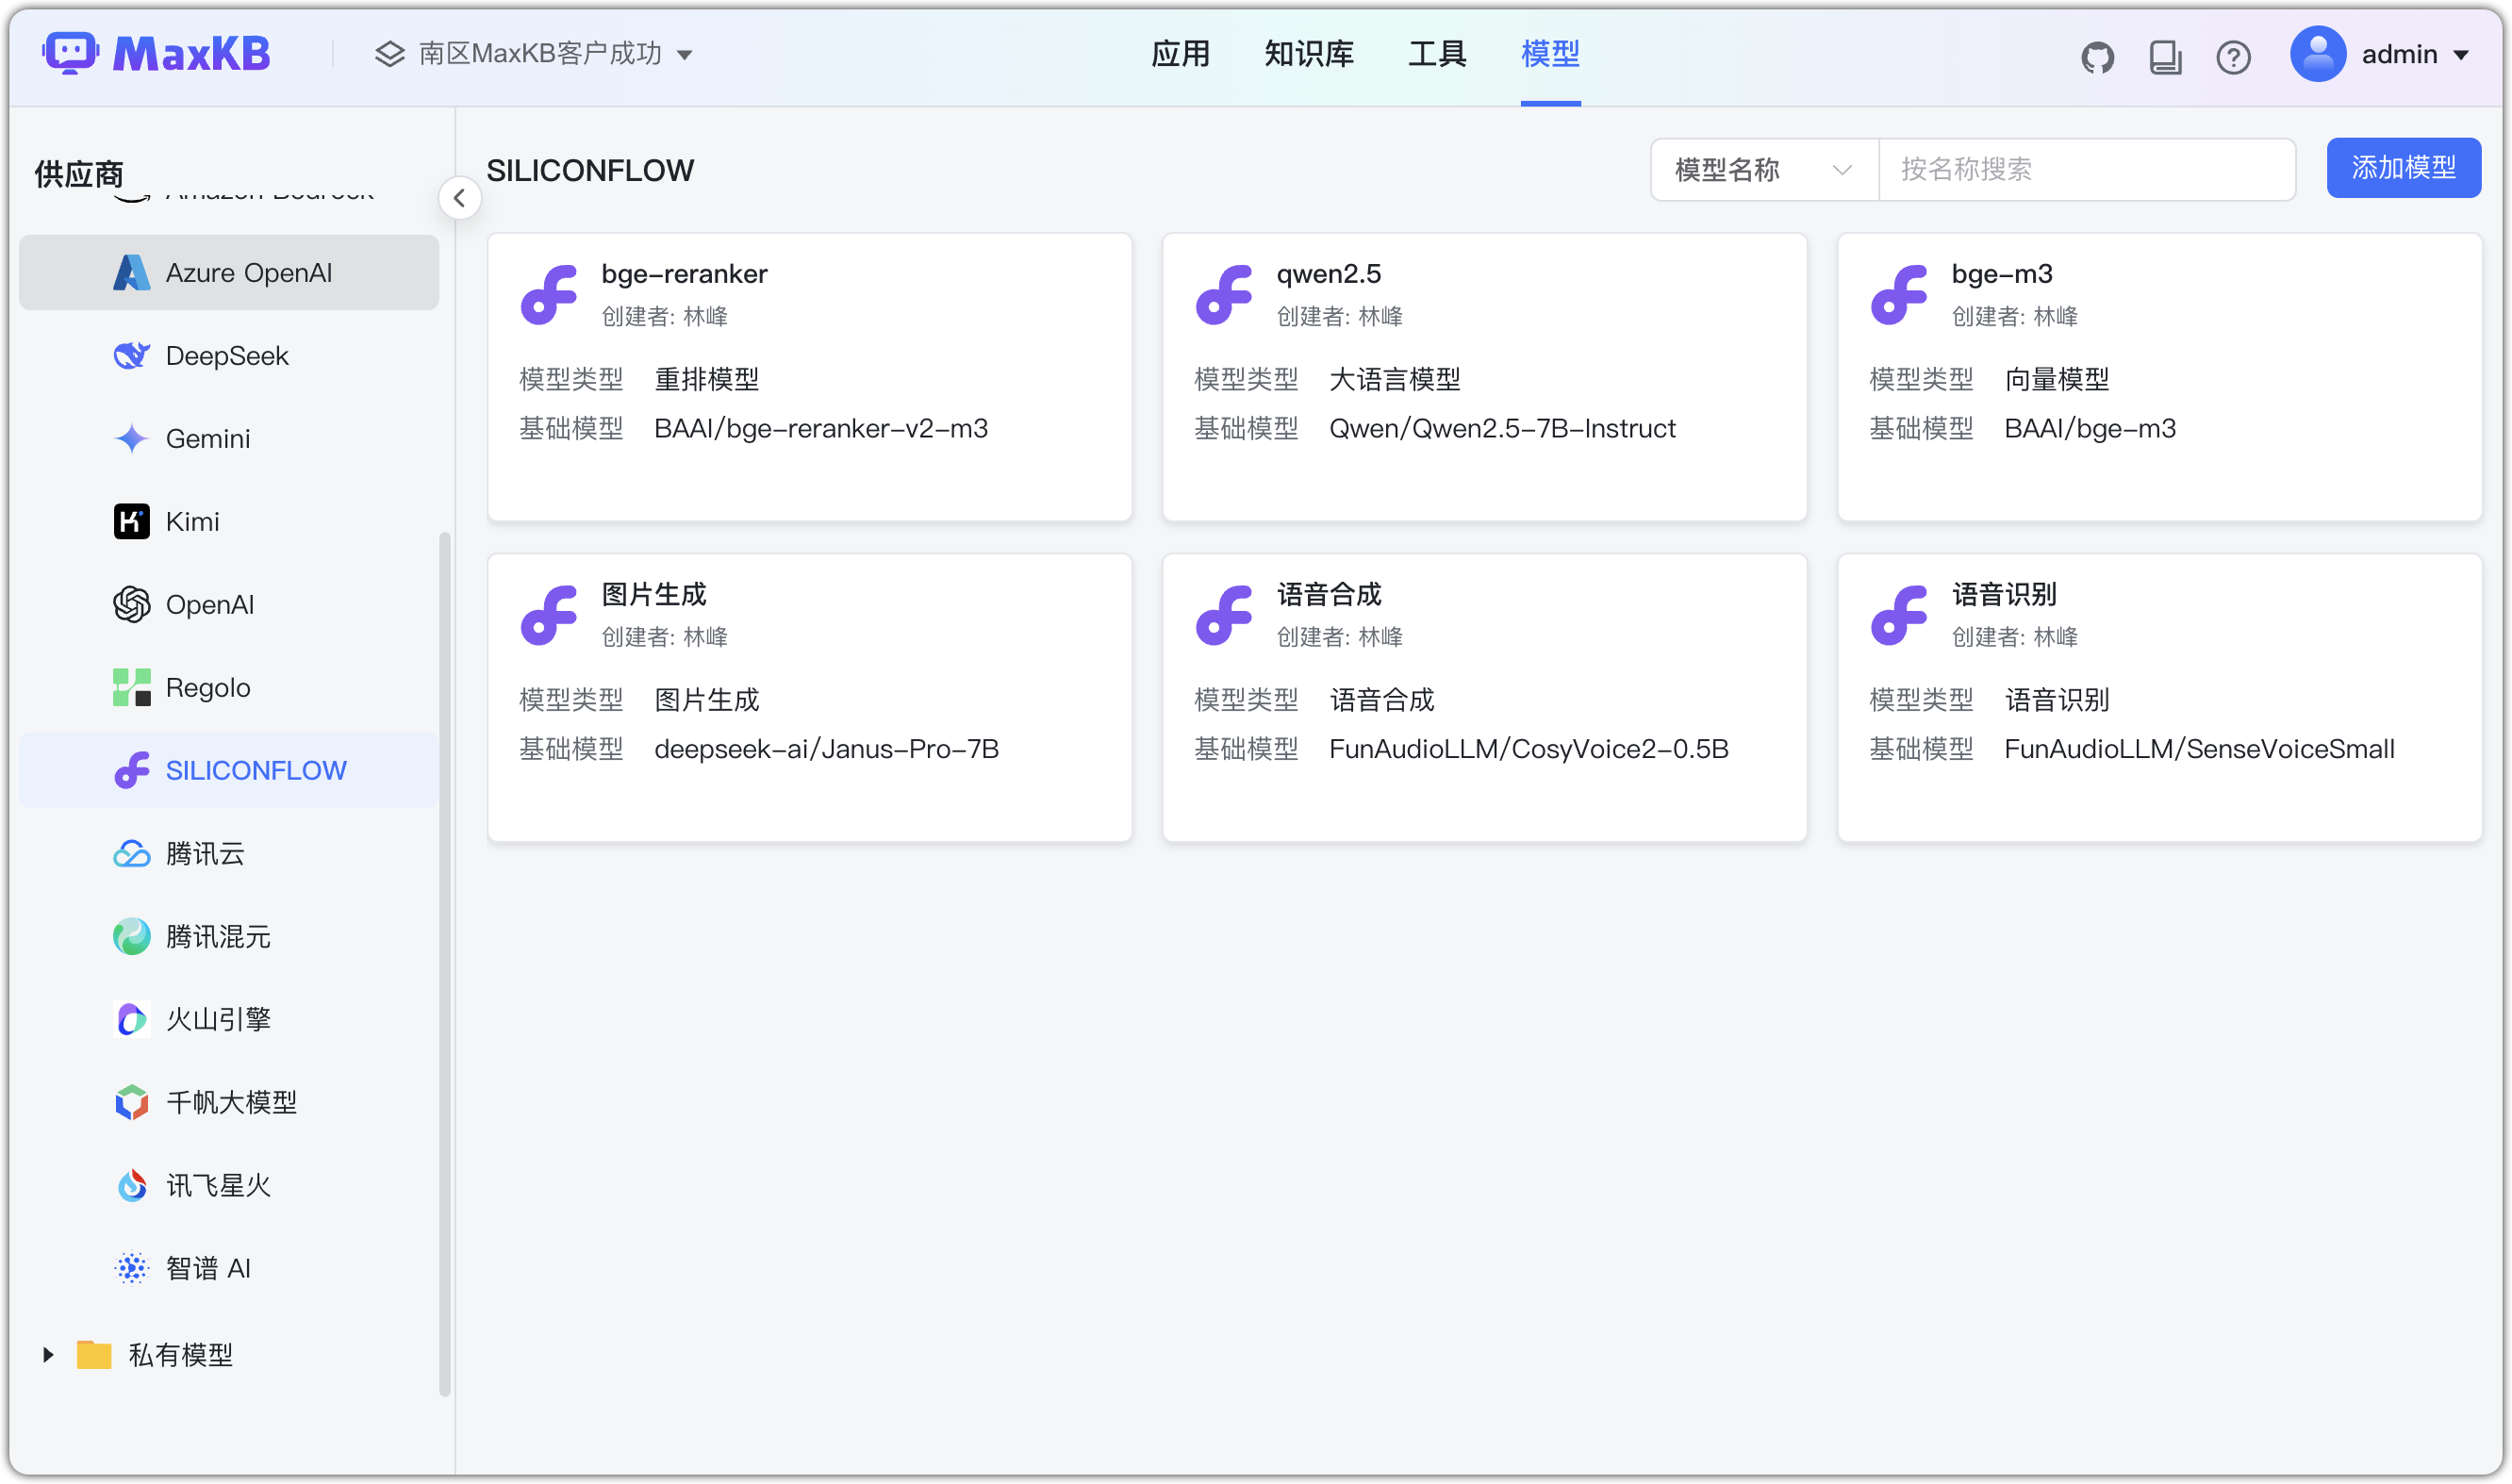 MaxKB
南区MaxKB客户成功
应用
知识库
工具
模型
admin
供应商
Amazon Bedrock
Azure OpenAI
DeepSeek
Gemini
Kimi
OpenAI
Regolo
SILICONFLOW
腾讯云
腾讯混元
火山引擎
千帆大模型
讯飞星火
智谱 AI
私有模型
SILICONFLOW
模型名称
按名称搜索
添加模型
bge-reranker
创建者: 林峰
模型类型 重排模型
基础模型 BAAI/bge-reranker-v2-m3
qwen2.5
创建者: 林峰
模型类型 大语言模型
基础模型 Qwen/Qwen2.5-7B-Instruct
bge-m3
创建者: 林峰
模型类型 向量模型
基础模型 BAAI/bge-m3
图片生成
创建者: 林峰
模型类型 图片生成
基础模型 deepseek-ai/Janus-Pro-7B
语音合成
创建者: 林峰
模型类型 语音合成
基础模型 FunAudioLLM/CosyVoice2-0.5B
语音识别
创建者: 林峰
模型类型 语音识别
基础模型 FunAudioLLM/SenseVoiceSmall